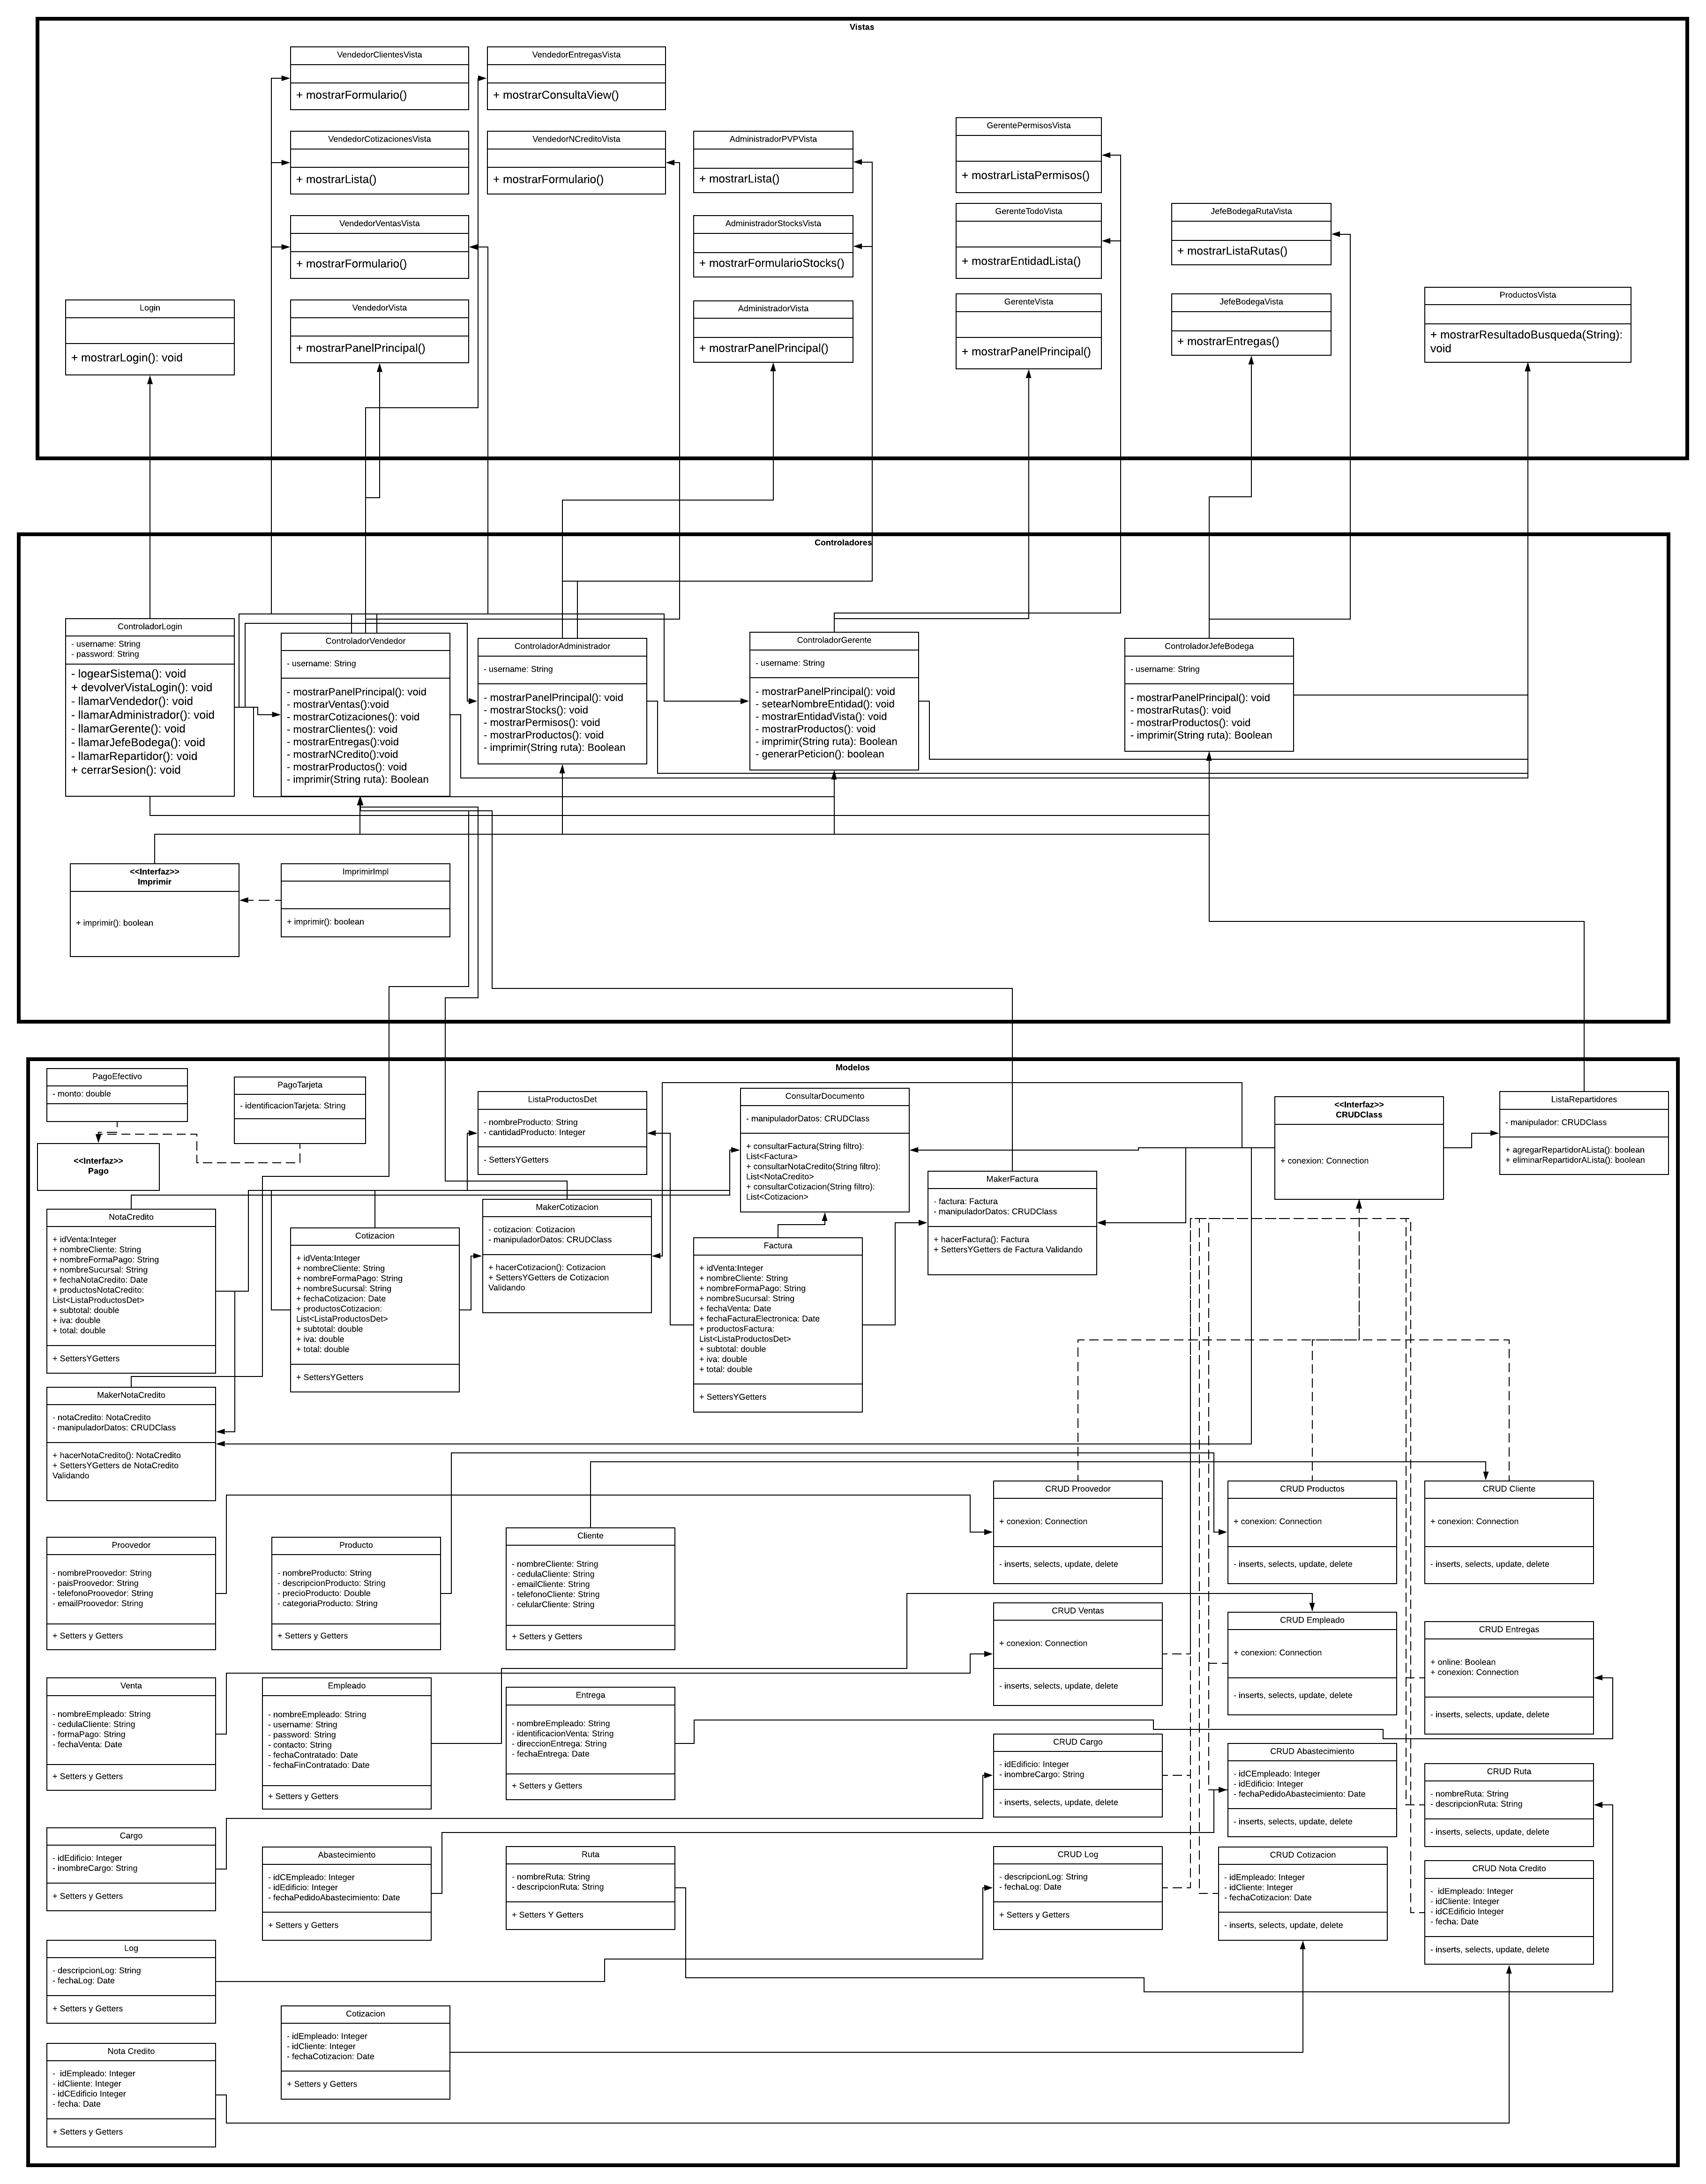 Vistas
VendedorClientesVista
+ mostrarFormulario()
VendedorEntregasVista
+ mostrarConsultaView()
VendedorCotizacionesVista
+ mostrarLista()
VendedorNCreditoVista
+ mostrarFormulario()
AdministradorPVPVista
+ mostrarLista()
GerentePermisosVista
+ mostrarListaPermisos()
VendedorVentasVista
+ mostrarFormulario()
AdministradorStocksVista
+ mostrarFormularioStocks()
GerenteTodoVista
+ mostrarEntidadLista()
JefeBodegaRutaVista
+ mostrarListaRutas()
Login
+ mostrarLogin(): void
VendedorVista
+ mostrarPanelPrincipal()
AdministradorVista
+ mostrarPanelPrincipal()
GerenteVista
+ mostrarPanelPrincipal()
JefeBodegaVista
+ mostrarEntregas()
ProductosVista
+ mostrarResultadoBusqueda(String):
void
Controladores
ControladorLogin
- username: String
- password: String
- logearSistema(): void
+ devolverVistaLogin(): void
- llamarVendedor(): void
- llamarAdministrador(): void
- llamarGerente(): void
- llamarJefeBodega(): void
- llamarRepartidor(): void
+ cerrarSesion(): void
ControladorVendedor
- username: String
- mostrarPanelPrincipal(): void
- mostrarVentas():void
- mostrarCotizaciones(): void
- mostrarClientes(): void
- mostrarEntregas():void
- mostrarNCredito():void
- mostrarProductos(): void
- imprimir(String ruta): Boolean
ControladorAdministrador
- username: String
- mostrarPanelPrincipal(): void
- mostrarStocks(): void
- mostrarPermisos(): void
- mostrarProductos(): void
- imprimir(String ruta): Boolean
ControladorGerente
- username: String
- mostrarPanelPrincipal(): void
- setearNombreEntidad(): void
- mostrarEntidadVista(): void
- mostrarProductos(): void
- imprimir(String ruta): Boolean
- generarPeticion(): boolean
ControladorJefeBodega
- username: String
- mostrarPanelPrincipal(): void
- mostrarRutas(): void
- mostrarProductos(): void
- imprimir(String ruta): Boolean
<<Interfaz>>
Imprimir
+ imprimir(): boolean
ImprimirImpl
+ imprimir(): boolean
Modelos
PagoEfectivo
- monto: double
PagoTarjeta
- identificacionTarjeta: String
<<Interfaz>>
Pago
ListaProductosDet
- nombreProducto: String
- cantidadProducto: Integer
- SettersYGetters
ConsultarDocumento
- manipuladorDatos: CRUDClass
+ consultarFactura(String filtro):
List<Factura>
+ consultarNotaCredito(String filtro):
List<NotaCredito>
+ consultarCotizacion(String filtro):
List<Cotizacion>
<<Interfaz>>
CRUDClass
+ conexion: Connection
ListaRepartidores
- manipulador: CRUDClass
+ agregarRepartidorALista(): boolean
+ eliminarRepartidorALista(): boolean
NotaCredito
+ idVenta:Integer
+ nombreCliente: String
+ nombreFormaPago: String
+ nombreSucursal: String
+ fechaNotaCredito: Date
+ productosNotaCredito:
List<ListaProductosDet>
+ subtotal: double
+ iva: double
+ total: double
+ SettersYGetters
Cotizacion
+ idVenta:Integer
+ nombreCliente: String
+ nombreFormaPago: String
+ nombreSucursal: String
+ fechaCotizacion: Date
+ productosCotizacion:
List<ListaProductosDet>
+ subtotal: double
+ iva: double
+ total: double
+ SettersYGetters
MakerCotizacion
- cotizacion: Cotizacion
- manipuladorDatos: CRUDClass
+ hacerCotizacion(): Cotizacion
+ SettersYGetters de Cotizacion
Validando
Factura
+ idVenta:Integer
+ nombreCliente: String
+ nombreFormaPago: String
+ nombreSucursal: String
+ fechaVenta: Date
+ fechaFacturaElectronica: Date
+ productosFactura:
List<ListaProductosDet>
+ subtotal: double
+ iva: double
+ total: double
+ SettersYGetters
MakerFactura
- factura: Factura
- manipuladorDatos: CRUDClass
+ hacerFactura(): Factura
+ SettersYGetters de Factura Validando
MakerNotaCredito
- notaCredito: NotaCredito
- manipuladorDatos: CRUDClass
+ hacerNotaCredito(): NotaCredito
+ SettersYGetters de NotaCredito
Validando
CRUD Proovedor
+ conexion: Connection
- inserts, selects, update, delete
CRUD Productos
+ conexion: Connection
- inserts, selects, update, delete
CRUD Cliente
+ conexion: Connection
- inserts, selects, update, delete
Proovedor
- nombreProovedor: String
- paisProovedor: String
- telefonoProovedor: String
- emailProovedor: String
+ Setters y Getters
Producto
- nombreProducto: String
- descripcionProducto: String
- precioProducto: Double
- categoriaProducto: String
+ Setters y Getters
Cliente
- nombreCliente: String
- cedulaCliente: String
- emailCliente: String
- telefonoCliente: String
- celularCliente: String
+ Setters y Getters
CRUD Ventas
+ conexion: Connection
- inserts, selects, update, delete
CRUD Empleado
+ conexion: Connection
- inserts, selects, update, delete
CRUD Entregas
+ online: Boolean
+ conexion: Connection
- inserts, selects, update, delete
Venta
- nombreEmpleado: String
- cedulaCliente: String
- formaPago: String
- fechaVenta: Date
+ Setters y Getters
Empleado
- nombreEmpleado: String
- username: String
- password: String
- contacto: String
- fechaContratado: Date
- fechaFinContratado: Date
+ Setters y Getters
Entrega
- nombreEmpleado: String
- identificacionVenta: String
- direccionEntrega: String
- fechaEntrega: Date
+ Setters y Getters
CRUD Cargo
- idEdificio: Integer
- inombreCargo: String
- inserts, selects, update, delete
CRUD Abastecimiento
- idCEmpleado: Integer
- idEdificio: Integer
- fechaPedidoAbastecimiento: Date
- inserts, selects, update, delete
CRUD Ruta
- nombreRuta: String
- descripcionRuta: String
- inserts, selects, update, delete
Cargo
- idEdificio: Integer
- inombreCargo: String
+ Setters y Getters
Abastecimiento
- idCEmpleado: Integer
- idEdificio: Integer
- fechaPedidoAbastecimiento: Date
+ Setters y Getters
Ruta
- nombreRuta: String
- descripcionRuta: String
+ Setters Y Getters
CRUD Log
- descripcionLog: String
- fechaLog: Date
+ Setters y Getters
CRUD Cotizacion
- idEmpleado: Integer
- idCliente: Integer
- fechaCotizacion: Date
- inserts, selects, update, delete
CRUD Nota Credito
- idEmpleado: Integer
- idCliente: Integer
- idCEdificio Integer
- fecha: Date
- inserts, selects, update, delete
Log
- descripcionLog: String
- fechaLog: Date
+ Setters y Getters
Cotizacion
- idEmpleado: Integer
- idCliente: Integer
- fechaCotizacion: Date
+ Setters y Getters
Nota Credito
- idEmpleado: Integer
- idCliente: Integer
- idCEdificio Integer
- fecha: Date
+ Setters y Getters